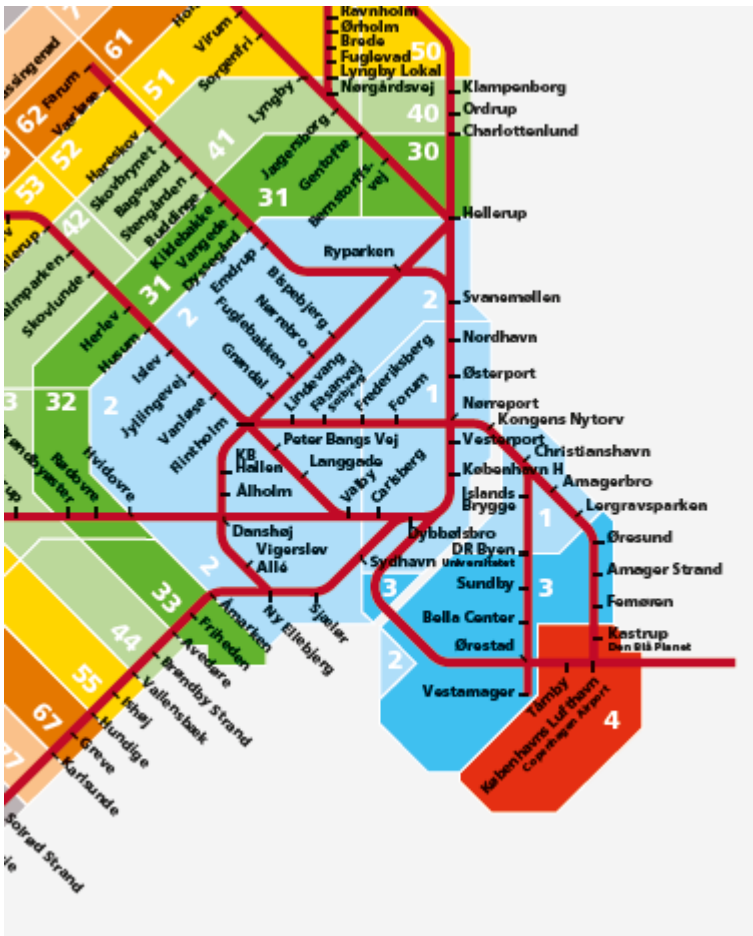 Ravnholm
Ørholm
Brede
Fuglevad
Lyngby Lokal
Nørgårdsvej
50
Virum
Sorgenfri
Lyngby
61
51
62
Farum
Værløse
52
53
Hareskov
Skovbrynet
Bagsværd
Stengården
Buddinge
Kildebakke
Vangede
Dyssegård
Emdrup
41
42
40
30
31
31
Jægersborg
Gentofte
Bernstorffs-
vej
Klampenborg
Ordrup
Charlottenlund
Hellerup
Ryparken
Svanemøllen
Nordhavn
Østerport
Nørreport
Kongens Nytorv
Vesterport
Christianshavn
København H
Amagerbro
Islands
Brygge
Lergravsparken
2
2
2
1
Bispebjerg
Nørrebro
Fuglebakken
Grøndal
Skovlunde
Herlev
Husum
Islev
Jyllingevej
Vanløse
Flintholm
Lindevang
Fasanvej
Solbjerg
Frederiksberg
Forum
32
3
Rødovre
Hvidovre
KB
Hallen
Ålholm
Peter Bangs Vej
Langgade
Valby
Carlsberg
Danshøj
Vigerslev
Allé
Dybbølsbro
DR Byen
Universitetet
Sydhavn
Sundby
Bella Center
Ørestad
Vestamager
1
3
3
2
2
Øresund
Amager Strand
Femøren
Kastrup
Den Blå Planet
Tårnby
Københavns Lufthavn
Copenhagen Airport
4
33
44
55
67
77
Sjælør
Ny Ellebjerg
Åmarken
Friheden
Avedøre
Brøndby Strand
Vallensbæk
Ishøj
Hundige
Greve
Karlsunde
Solrød Strand